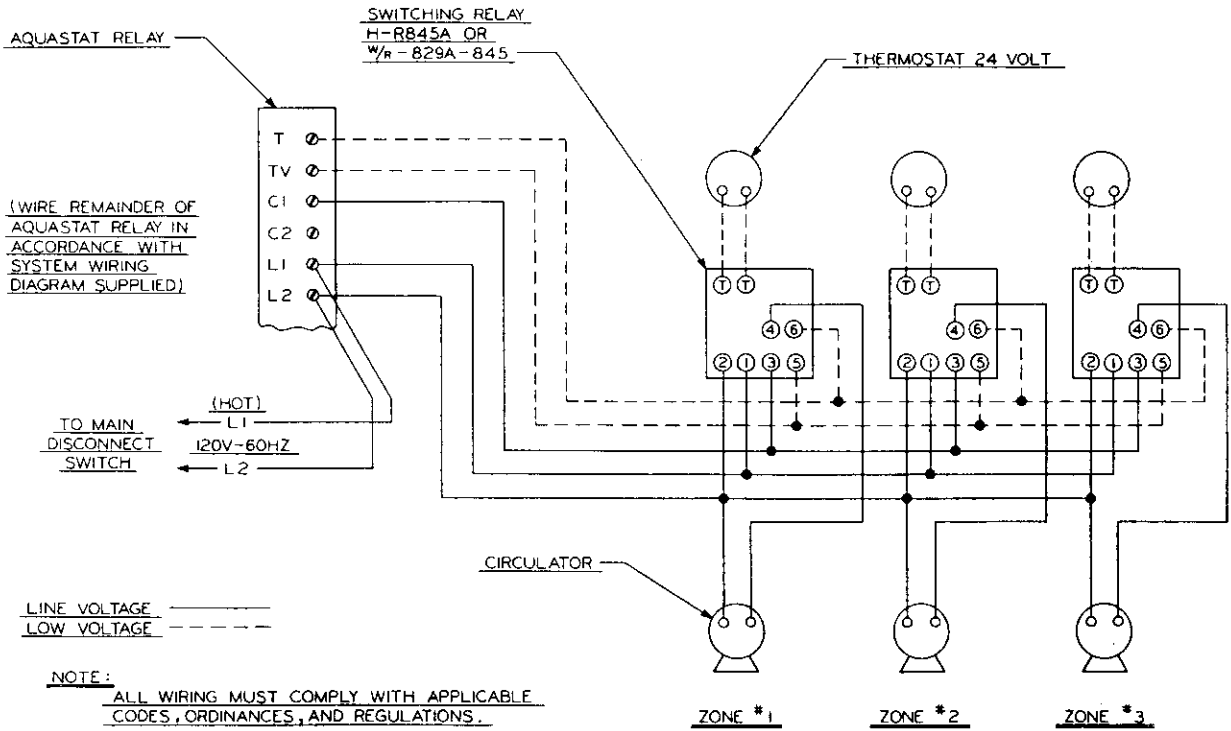 SWITCHING RELAY
H-R845A OR
W/R-829A-845
AQUASTAT RELAY
THERMOSTAT 24 VOLT
T
TV
C1
C2
L1
L2
(WIRE REMAINDER OF
AQUASTAT RELAY IN
ACCORDANCE WITH
SYSTEM WIRING
DIAGRAM SUPPLIED)
T T
4 6
2 1 3 5
T T
4 6
2 1 3 5
T T
4 6
2 1 3 5
(HOT)
L1
120V-60HZ
L2
TO MAIN
DISCONNECT
SWITCH
CIRCULATOR
LINE VOLTAGE
LOW VOLTAGE
NOTE:
ALL WIRING MUST COMPLY WITH APPLICABLE
CODES, ORDINANCES, AND REGULATIONS.
ZONE #1
ZONE #2
ZONE #3